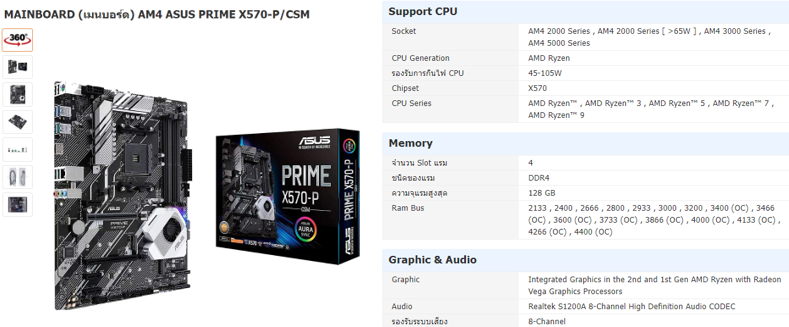 MAINBOARD (เมนบอร์ด) AM4 ASUS PRIME X570-P/CSM
360°
ASUS
PRIME
X570-P
CSM
AURA
SYNC
X570
PRIME X570-P
ASUS
Support CPU
Socket
AM4 2000 Series , AM4 2000 Series [ >65W ] , AM4 3000 Series ,
AM4 5000 Series
CPU Generation
AMD Ryzen
รองรับการกินไฟ CPU
45-105W
Chipset
X570
CPU Series
AMD Ryzen™ , AMD Ryzen™ 3 , AMD Ryzen™ 5 , AMD Ryzen™ 7 ,
AMD Ryzen™ 9
Memory
จำนวน Slot แรม
4
ชนิดของแรม
DDR4
ความจุแรมสูงสุด
128 GB
Ram Bus
2133 , 2400 , 2666 , 2800 , 2933 , 3000 , 3200 , 3400 (OC) , 3466
(OC) , 3600 (OC) , 3733 (OC) , 3866 (OC) , 4000 (OC) , 4133 (OC) ,
4266 (OC) , 4400 (OC)
Graphic & Audio
Graphic
Integrated Graphics in the 2nd and 1st Gen AMD Ryzen with Radeon
Vega Graphics Processors
Audio
Realtek S1200A 8-Channel High Definition Audio CODEC
รองรับระบบเสียง
8-Channel